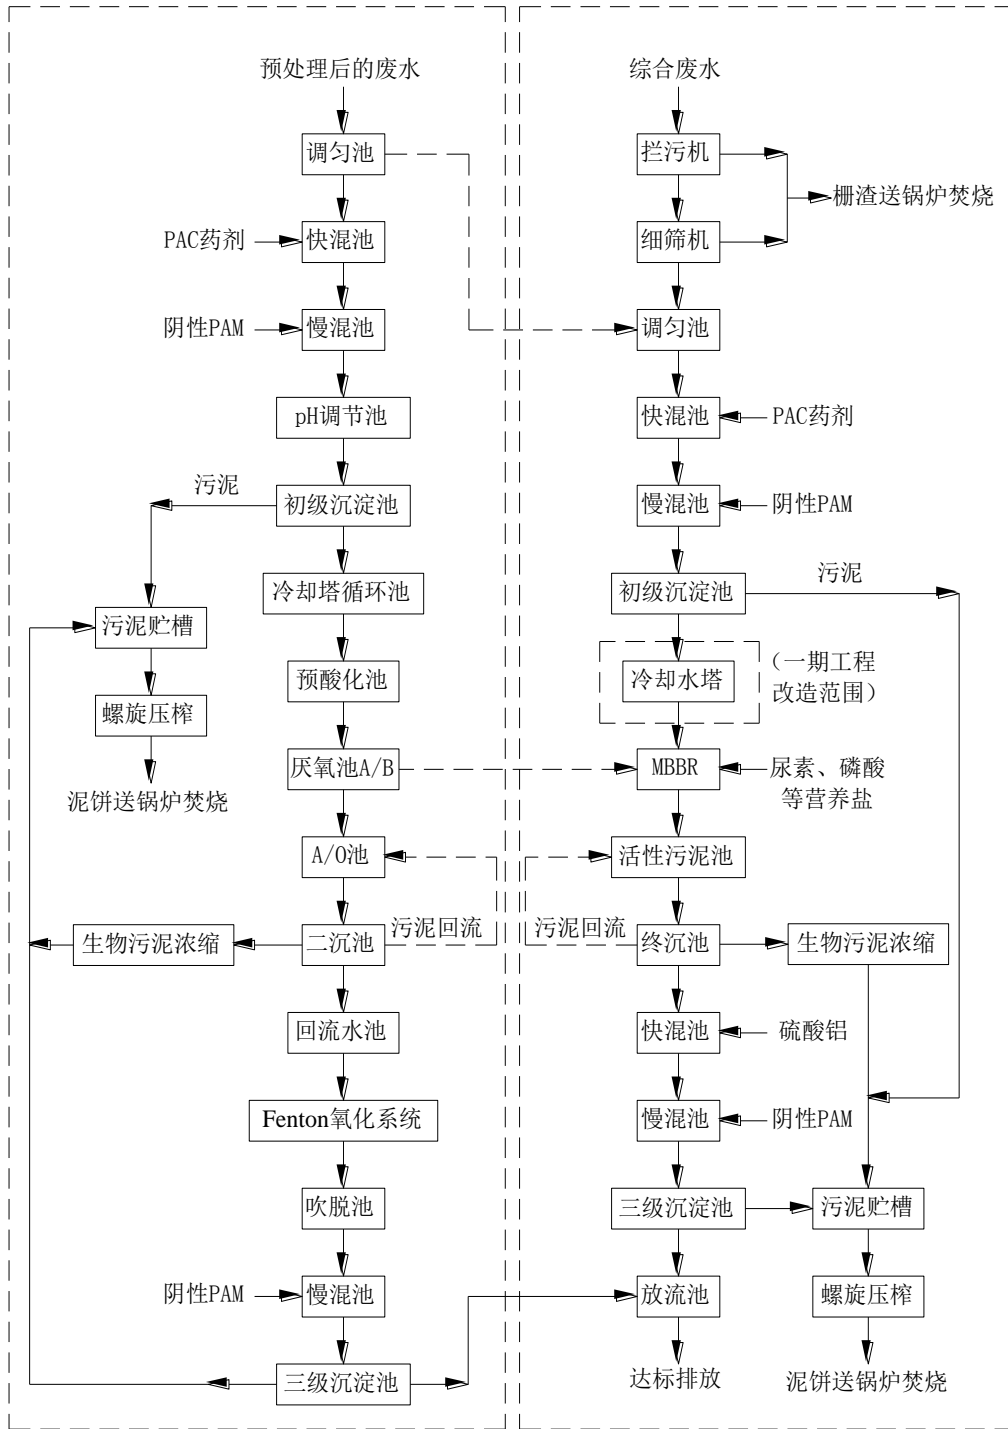 预处理后的废水
调匀池
PAC药剂
快混池
阴性PAM
慢混池
pH调节池
污泥
初级沉淀池
冷却塔循环池
污泥贮槽
预酸化池
螺旋压榨
厌氧池A/B
泥饼送锅炉焚烧
A/O池
污泥回流
生物污泥浓缩
二沉池
回流水池
Fenton氧化系统
吹脱池
阴性PAM
慢混池
三级沉淀池
综合废水
拦污机
栅渣送锅炉焚烧
细筛机
调匀池
快混池
PAC药剂
慢混池
阴性PAM
初级沉淀池
污泥
冷却水塔
（一期工程
改造范围）
MBBR
尿素、磷酸
等营养盐
活性污泥池
污泥回流
终沉池
生物污泥浓缩
快混池
硫酸铝
慢混池
阴性PAM
三级沉淀池
污泥贮槽
放流池
螺旋压榨
达标排放
泥饼送锅炉焚烧